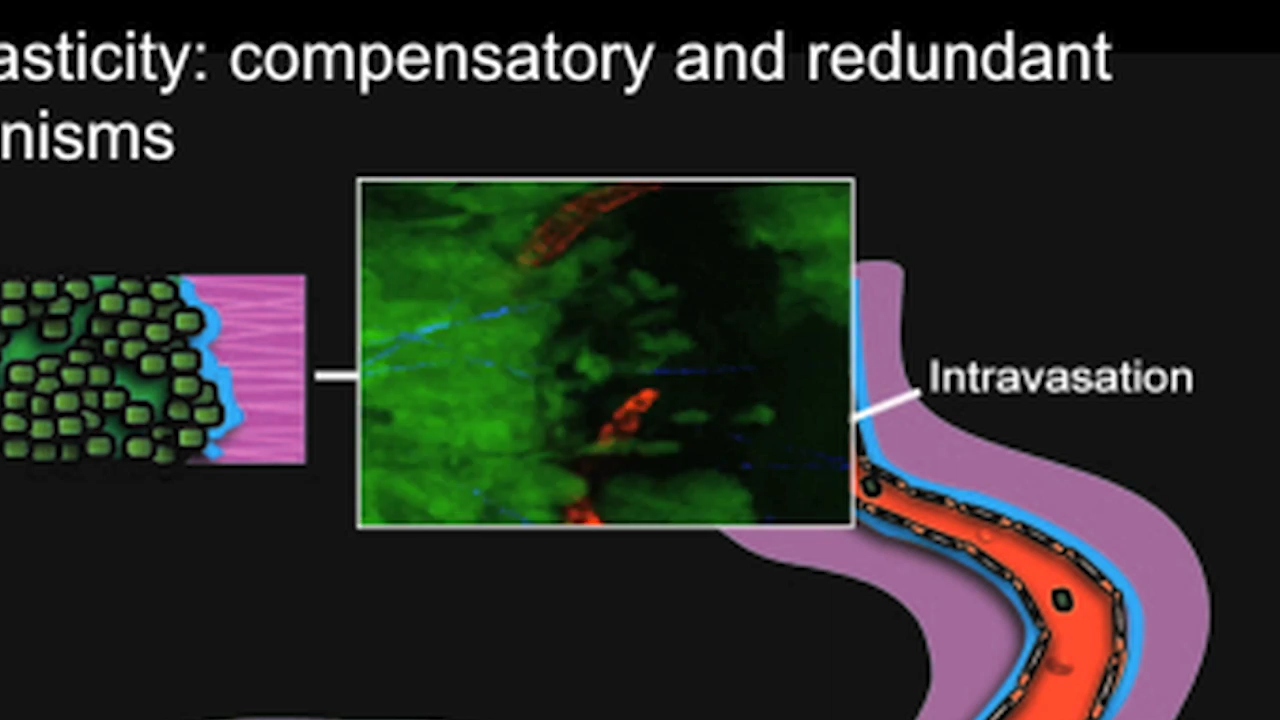 asticity: compensatory and redundant
nisms
Intravasation